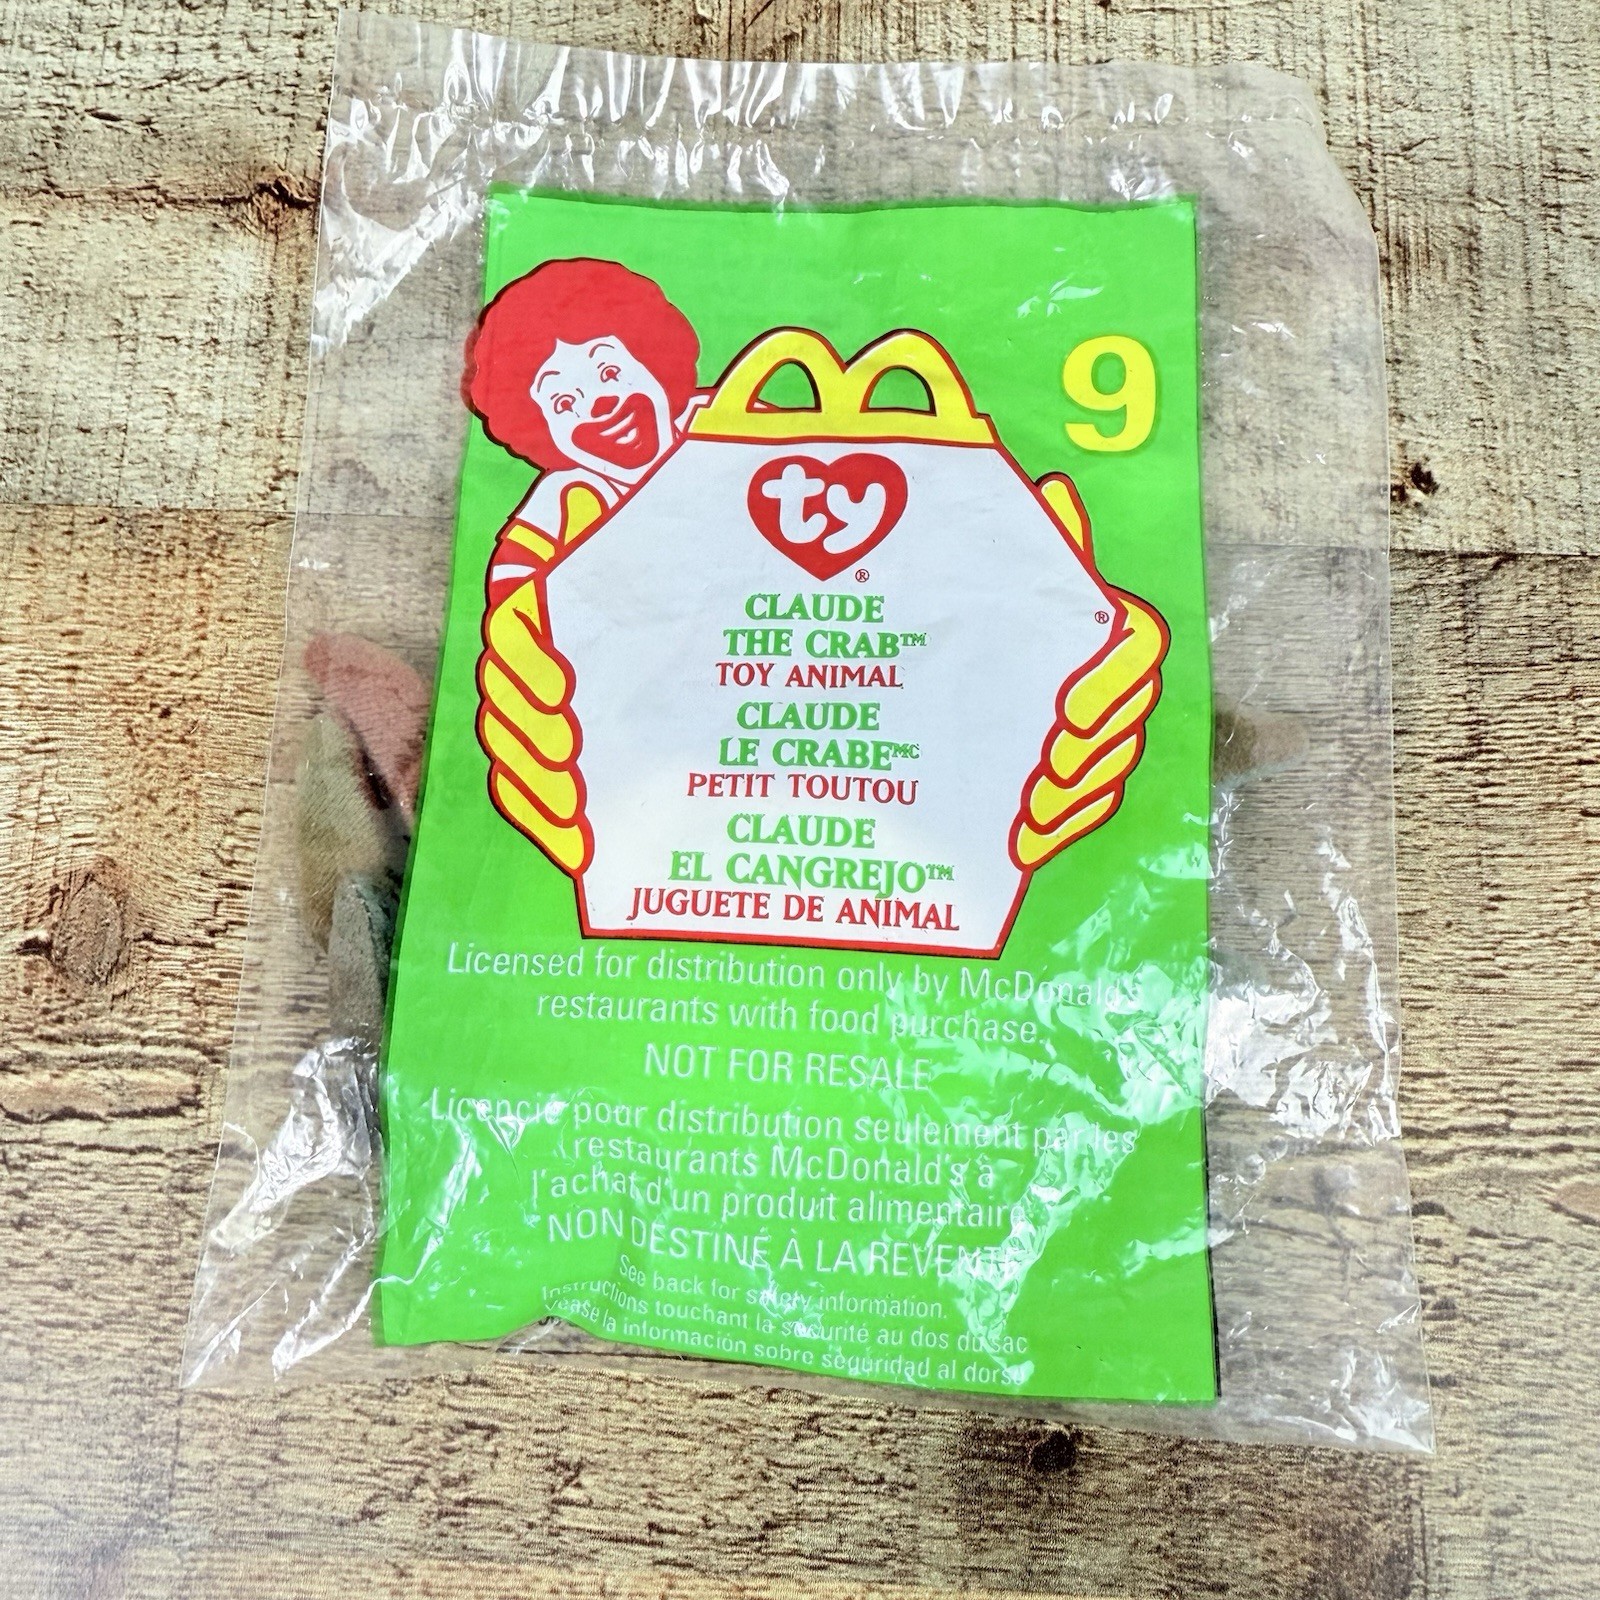 9
ty®
CLAUDE
THE CRAB™
®
TOY ANIMAL
CLAUDE
LE CRABE MC
PETIT TOUTOU
CLAUDE
EL CANGREJO™
JUGUETE DE ANIMAL
Licensed for distribution only by McDonald's
restaurants with food purchase.
NOT FOR RESALE
Licencié pour distribution seulement par les
restaurants McDonald's à
l'achat d'un produit alimentaire
NON DESTINÉ À LA REVENTE
See back for safety information.
Instructions touchant la sécurité au dos du sac
la información sobre seguridad al dorso